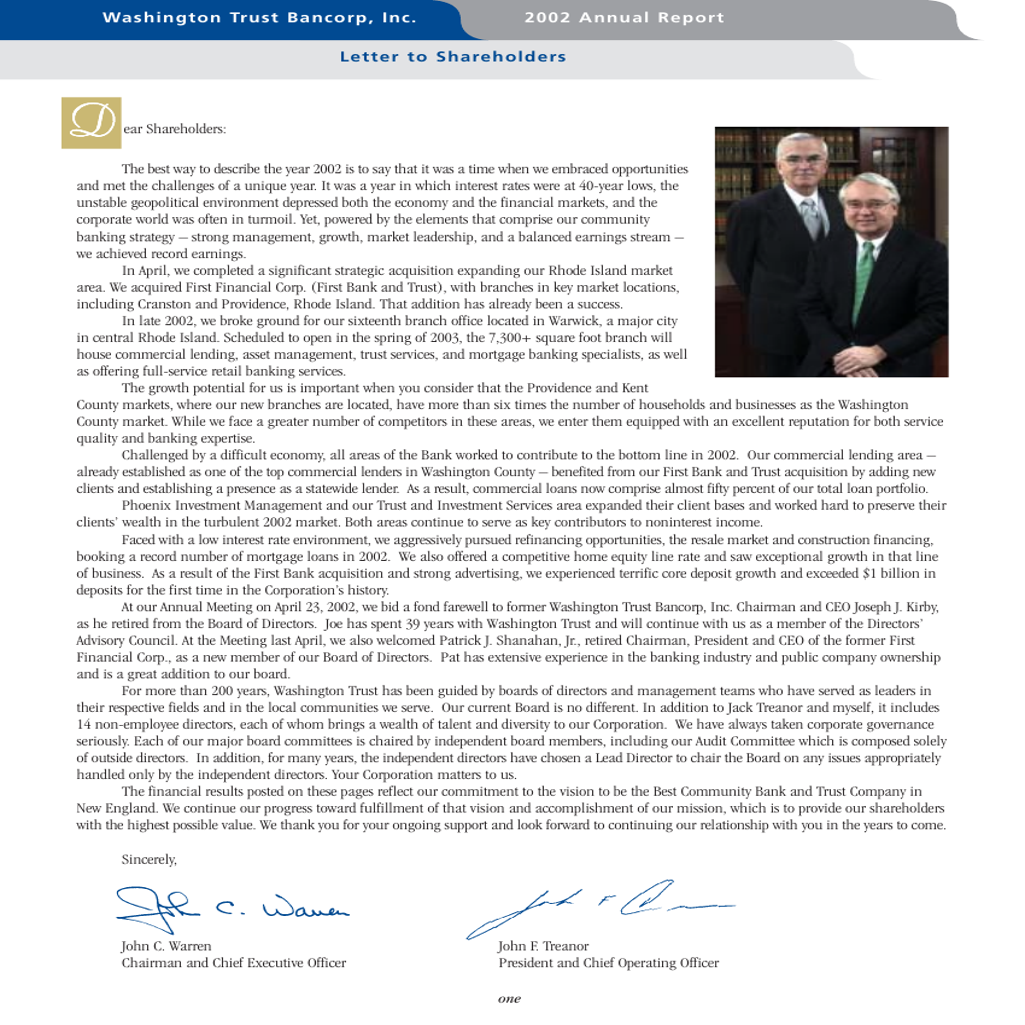 Washington Trust Bancorp, Inc. 2002 Annual Report
Letter to Shareholders
Dear Shareholders:
The best way to describe the year 2002 is to say that it was a time when we embraced opportunities
and met the challenges of a unique year. It was a year in which interest rates were at 40-year lows, the
unstable geopolitical environment depressed both the economy and the financial markets, and the
corporate world was often in turmoil. Yet, powered by the elements that comprise our community
banking strategy — strong management, growth, market leadership, and a balanced earnings stream —
we achieved record earnings.
In April, we completed a significant strategic acquisition expanding our Rhode Island market
area. We acquired First Financial Corp. (First Bank and Trust), with branches in key market locations,
including Cranston and Providence, Rhode Island. That addition has already been a success.
In late 2002, we broke ground for our sixteenth branch office located in Warwick, a major city
in central Rhode Island. Scheduled to open in the spring of 2003, the 7,300+ square foot branch will
house commercial lending, asset management, trust services, and mortgage banking specialists, as well
as offering full-service retail banking services.
The growth potential for us is important when you consider that the Providence and Kent
County markets, where our new branches are located, have more than six times the number of households and businesses as the Washington
County market. While we face a greater number of competitors in these areas, we enter them equipped with an excellent reputation for both service
quality and banking expertise.
Challenged by a difficult economy, all areas of the Bank worked to contribute to the bottom line in 2002. Our commercial lending area —
already established as one of the top commercial lenders in Washington County — benefited from our First Bank and Trust acquisition by adding new
clients and establishing a presence as a statewide lender. As a result, commercial loans now comprise almost fifty percent of our total loan portfolio.
Phoenix Investment Management and our Trust and Investment Services area expanded their client bases and worked hard to preserve their
clients' wealth in the turbulent 2002 market. Both areas continue to serve as key contributors to noninterest income.
Faced with a low interest rate environment, we aggressively pursued refinancing opportunities, the resale market and construction financing,
booking a record number of mortgage loans in 2002. We also offered a competitive home equity line rate and saw exceptional growth in that line
of business. As a result of the First Bank acquisition and strong advertising, we experienced terrific core deposit growth and exceeded $1 billion in
deposits for the first time in the Corporation's history.
At our Annual Meeting on April 23, 2002, we bid a fond farewell to former Washington Trust Bancorp, Inc. Chairman and CEO Joseph J. Kirby,
as he retired from the Board of Directors. Joe has spent 39 years with Washington Trust and will continue with us as a member of the Directors'
Advisory Council. At the Meeting last April, we also welcomed Patrick J. Shanahan, Jr., retired Chairman, President and CEO of the former First
Financial Corp., as a new member of our Board of Directors. Pat has extensive experience in the banking industry and public company ownership
and is a great addition to our board.
For more than 200 years, Washington Trust has been guided by boards of directors and management teams who have served as leaders in
their respective fields and in the local communities we serve. Our current Board is no different. In addition to Jack Treanor and myself, it includes
14 non-employee directors, each of whom brings a wealth of talent and diversity to our Corporation. We have always taken corporate governance
seriously. Each of our major board committees is chaired by independent board members, including our Audit Committee which is composed solely
of outside directors. In addition, for many years, the independent directors have chosen a Lead Director to chair the Board on any issues appropriately
handled only by the independent directors. Your Corporation matters to us.
The financial results posted on these pages reflect our commitment to the vision to be the Best Community Bank and Trust Company in
New England. We continue our progress toward fulfillment of that vision and accomplishment of our mission, which is to provide our shareholders
with the highest possible value. We thank you for your ongoing support and look forward to continuing our relationship with you in the years to come.
Sincerely,
John C. Warren
John C. Warren John F. Treanor
Chairman and Chief Executive Officer President and Chief Operating Officer
one